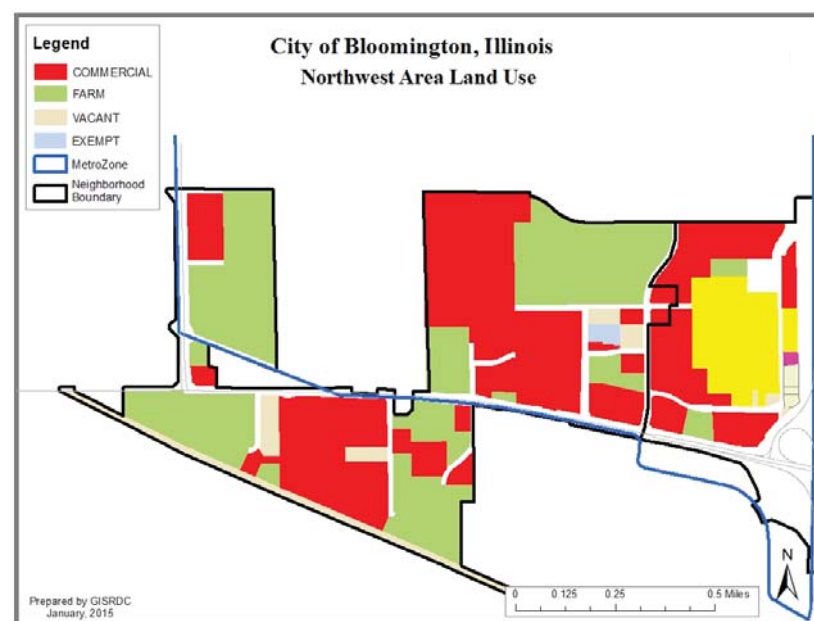 City of Bloomington, Illinois
Northwest Area Land Use
Legend
COMMERCIAL
FARM
VACANT
EXEMPT
MetroZone
Neighborhood
Boundary
N
0 0.125 0.25 0.5 Miles
Prepared by GISRDC
January, 2015